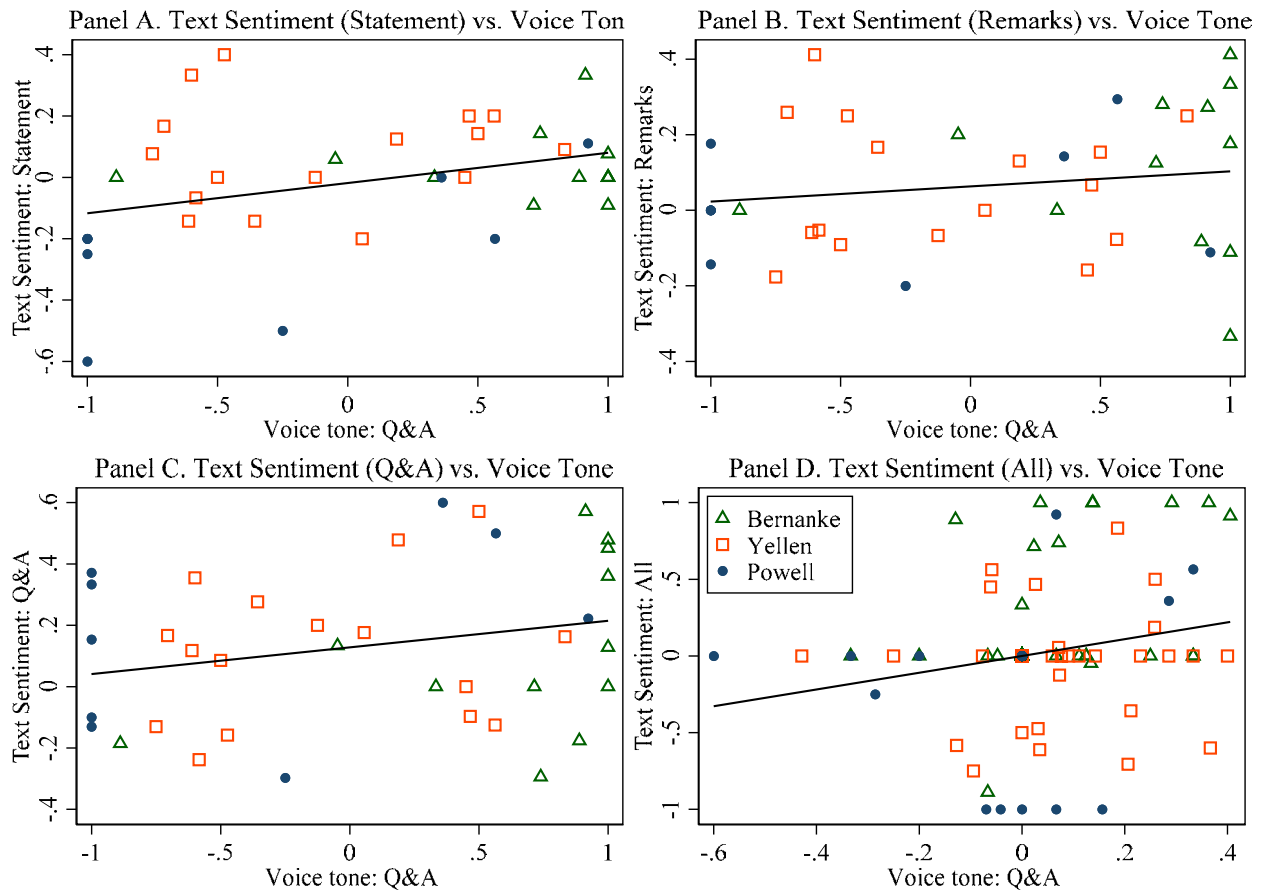 Panel A. Text Sentiment (Statement) vs. Voice Ton
Text Sentiment: Statement
.4
.2
0
-.2
-.4
-.6
-1
-.5
0
.5
1
Voice tone: Q&A
Panel B. Text Sentiment (Remarks) vs. Voice Tone
Text Sentiment: Remarks
.4
.2
0
-.2
-.4
-1
-.5
0
.5
1
Voice tone: Q&A
Panel C. Text Sentiment (Q&A) vs. Voice Tone
Text Sentiment: Q&A
.6
.4
.2
0
-.2
-.4
-1
-.5
0
.5
1
Voice tone: Q&A
Panel D. Text Sentiment (All) vs. Voice Tone
Text Sentiment: All
1
.5
0
-.5
-1
Bernanke
Yellen
Powell
-.6
-.4
-.2
0
.2
.4
Voice tone: Q&A